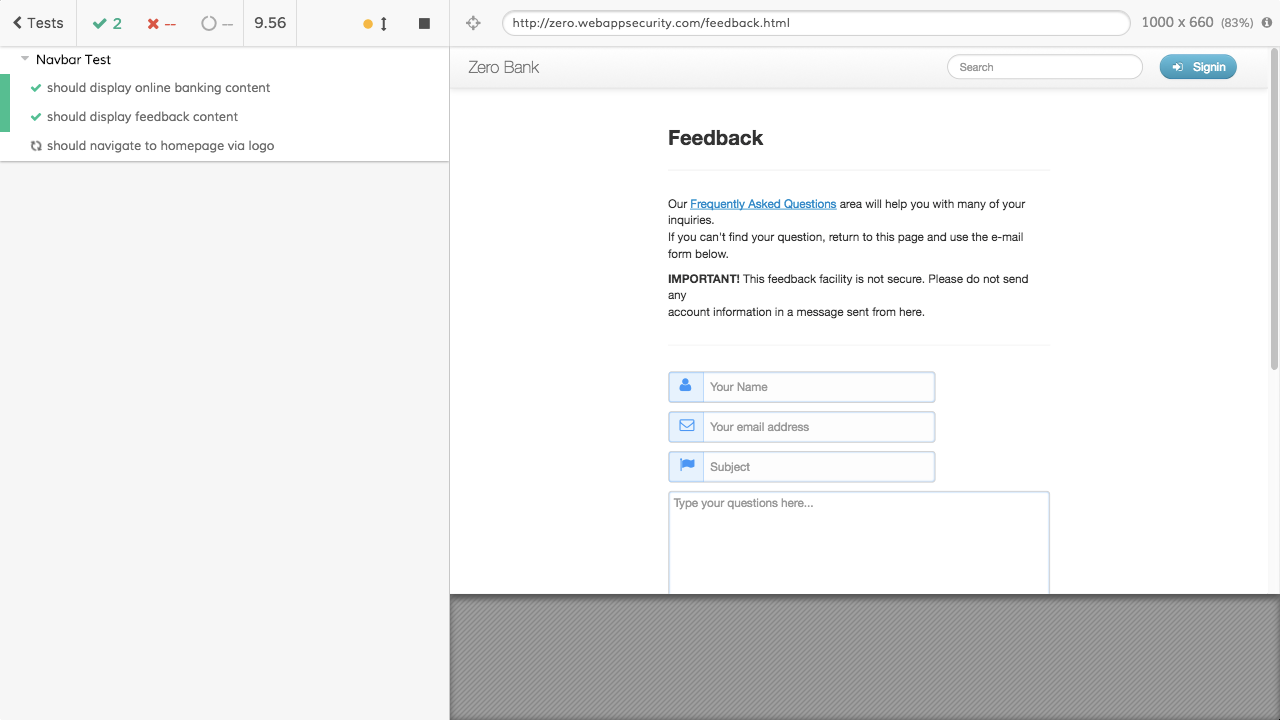 Tests
2
--
--
9.56
http://zero.webappsecurity.com/feedback.html
1000 x 660 (83%)
Navbar Test
should display online banking content
should display feedback content
should navigate to homepage via logo
Zero Bank
Search
Signin
Feedback
Our Frequently Asked Questions area will help you with many of your
inquiries.
If you can't find your question, return to this page and use the e-mail
form below.
IMPORTANT! This feedback facility is not secure. Please do not send
any
account information in a message sent from here.
Your Name
Your email address
Subject
Type your questions here...